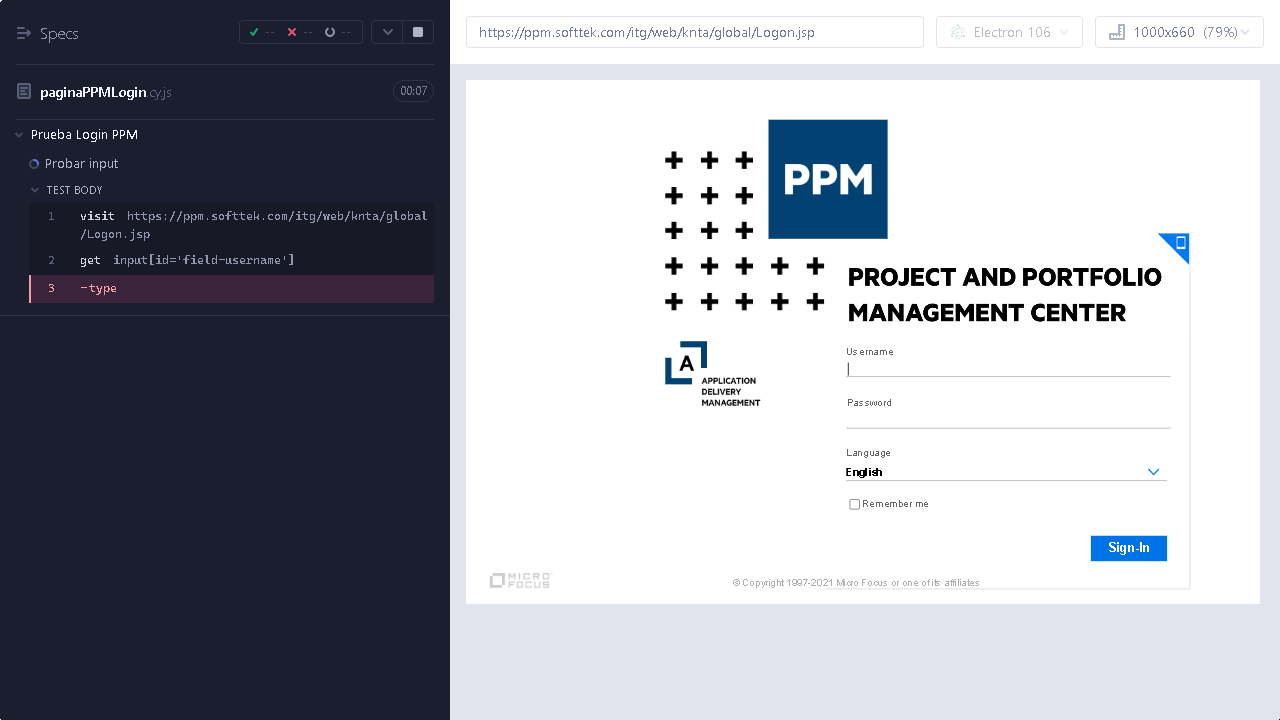 Specs
-- -- --
paginaPPMLogin.cy.js
00:07
Prueba Login PPM
Probar input
TEST BODY
1 visit https://ppm.softtek.com/itg/web/knta/global
/Logon.jsp
2 get input[id='field-username']
3 -type
https://ppm.softtek.com/itg/web/knta/global/Logon.jsp
Electron 106
1000x660 (79%)
PPM
PROJECT AND PORTFOLIO
MANAGEMENT CENTER
A
APPLICATION
DELIVERY
MANAGEMENT
Username
Password
Language
English
Remember me
Sign-In
MICRO
FOCUS
© Copyright 1997-2021 Micro Focus or one of its affiliates